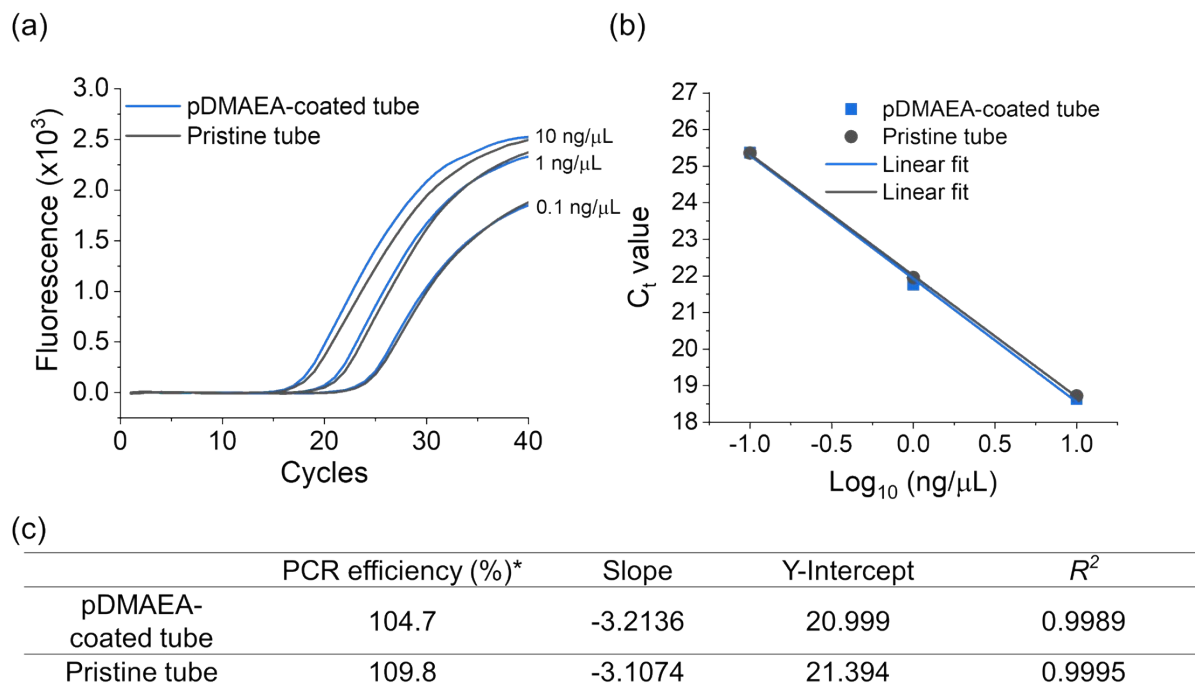 (a)
Fluorescence (x10³)
3.0
2.5
2.0
1.5
1.0
0.5
0.0
0
10
20
30
40
Cycles
pDMAEA-coated tube
Pristine tube
10 ng/μL
1 ng/μL
0.1 ng/μL
(b)
Cₜ value
27
26
25
24
23
22
21
20
19
18
-1.0
-0.5
0.0
0.5
1.0
Log₁₀ (ng/μL)
pDMAEA-coated tube
Pristine tube
Linear fit
Linear fit
(c)
PCR efficiency (%)* Slope Y-Intercept R²
pDMAEA-
coated tube 104.7 -3.2136 20.999 0.9989
Pristine tube 109.8 -3.1074 21.394 0.9995